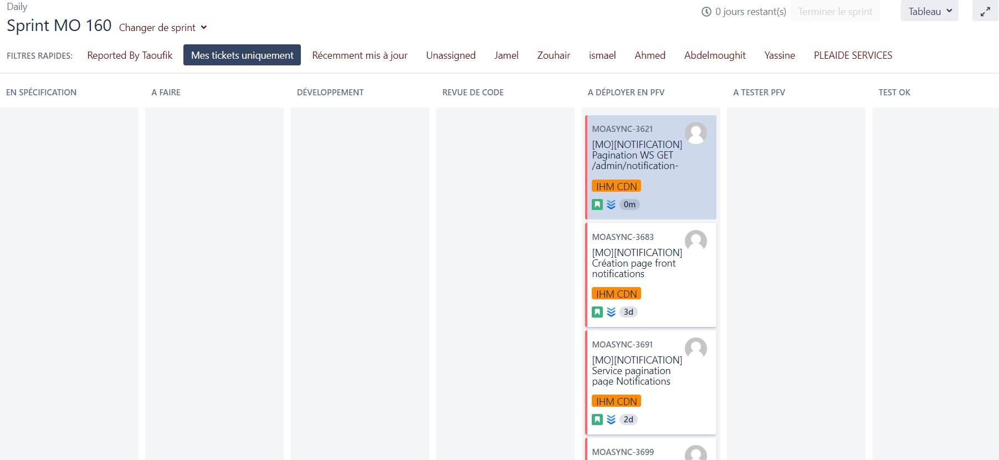 Daily
Sprint MO 160 Changer de sprint
0 jours restant(s) Terminer le sprint Tableau
FILTRES RAPIDES: Reported By Taoufik Mes tickets uniquement Récemment mis à jour Unassigned Jamel Zouhair ismael Ahmed Abdelmoughit Yassine PLEAIDE SERVICES
EN SPÉCIFICATION A FAIRE DÉVELOPPEMENT REVUE DE CODE A DÉPLOYER EN PFV A TESTER PFV TEST OK
MOASYNC-3621
[MO][NOTIFICATION]
Pagination WS GET
/admin/notification-
IHM CDN
0m
MOASYNC-3683
[MO][NOTIFICATION]
Création page front
notifications
IHM CDN
3d
MOASYNC-3691
[MO][NOTIFICATION]
Service pagination
page Notifications
IHM CDN
2d
MOASYNC-3699